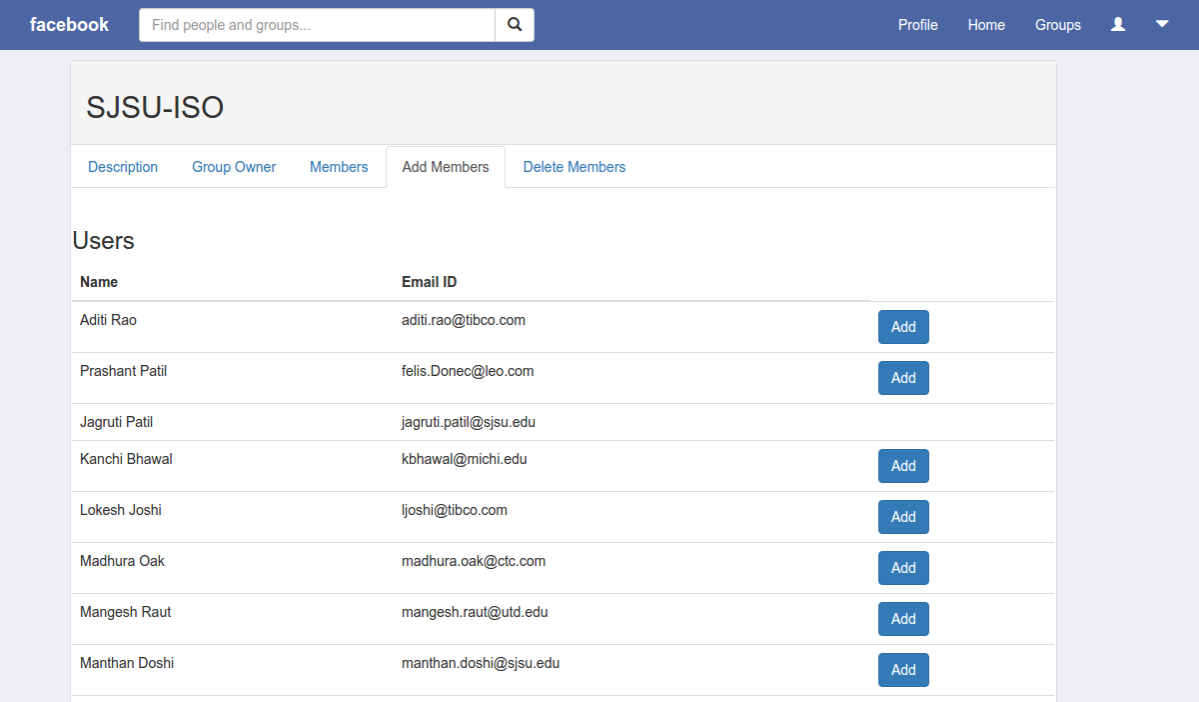 facebook Find people and groups... Profile Home Groups
SJSU-ISO
Description Group Owner Members Add Members Delete Members
Users
Name Email ID
Aditi Rao aditi.rao@tibco.com Add
Prashant Patil felis.Donec@leo.com Add
Jagruti Patil jagruti.patil@sjsu.edu
Kanchi Bhawal kbhawal@michi.edu Add
Lokesh Joshi ljoshi@tibco.com Add
Madhura Oak madhura.oak@ctc.com Add
Mangesh Raut mangesh.raut@utd.edu Add
Manthan Doshi manthan.doshi@sjsu.edu Add